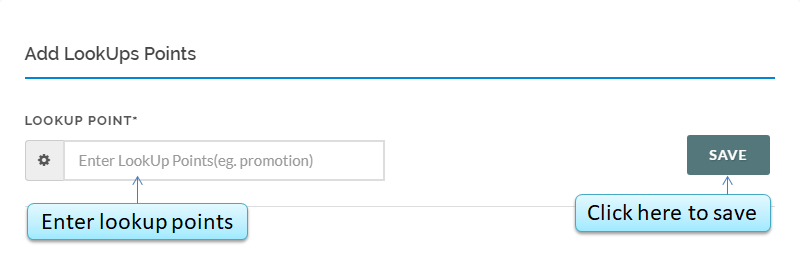 Add LookUps Points
LOOKUP POINT*
Enter LookUp Points(eg. promotion)
SAVE
Enter lookup points
Click here to save